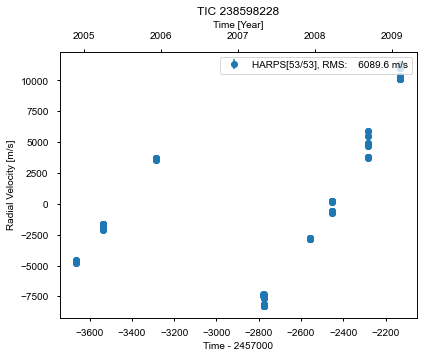 TIC 238598228
Time [Year]
2005 2006 2007 2008 2009
HARPS[53/53], RMS: 6089.6 m/s
10000
7500
5000
2500
0
−2500
−5000
−7500
Radial Velocity [m/s]
−3600 −3400 −3200 −3000 −2800 −2600 −2400 −2200
Time - 2457000